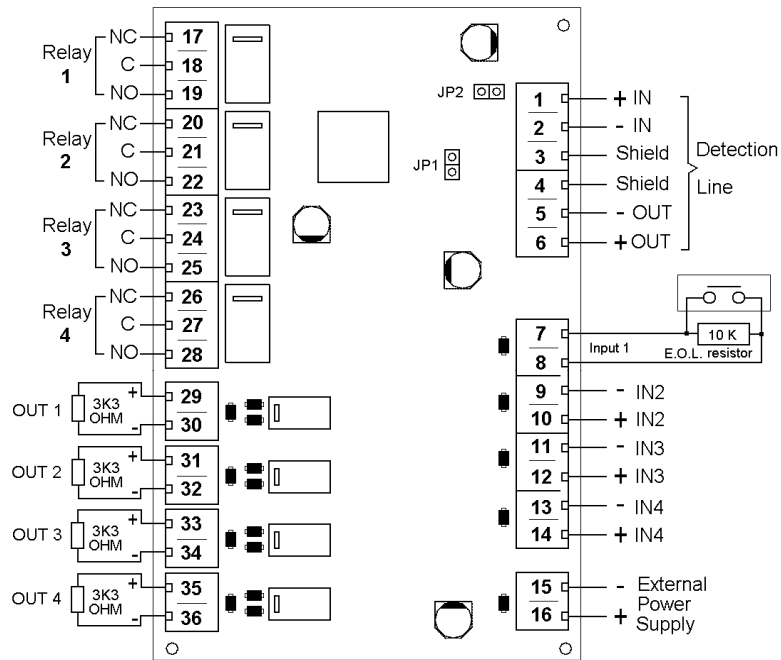 Relay 1
NC 17
C 18
NO 19
Relay 2
NC 20
C 21
NO 22
Relay 3
NC 23
C 24
NO 25
Relay 4
NC 26
C 27
NO 28
OUT 1
3K3 OHM
+ 29
- 30
OUT 2
3K3 OHM
+ 31
- 32
OUT 3
3K3 OHM
+ 33
- 34
OUT 4
3K3 OHM
+ 35
- 36
JP2
JP1
1 + IN
2 - IN
3 Shield
4 Shield
5 - OUT
6 + OUT
Detection
Line
7
8
Input 1
10 K
E.O.L. resistor
9 - IN2
10 + IN2
11 - IN3
12 + IN3
13 - IN4
14 + IN4
15 -
16 +
External
Power
Supply